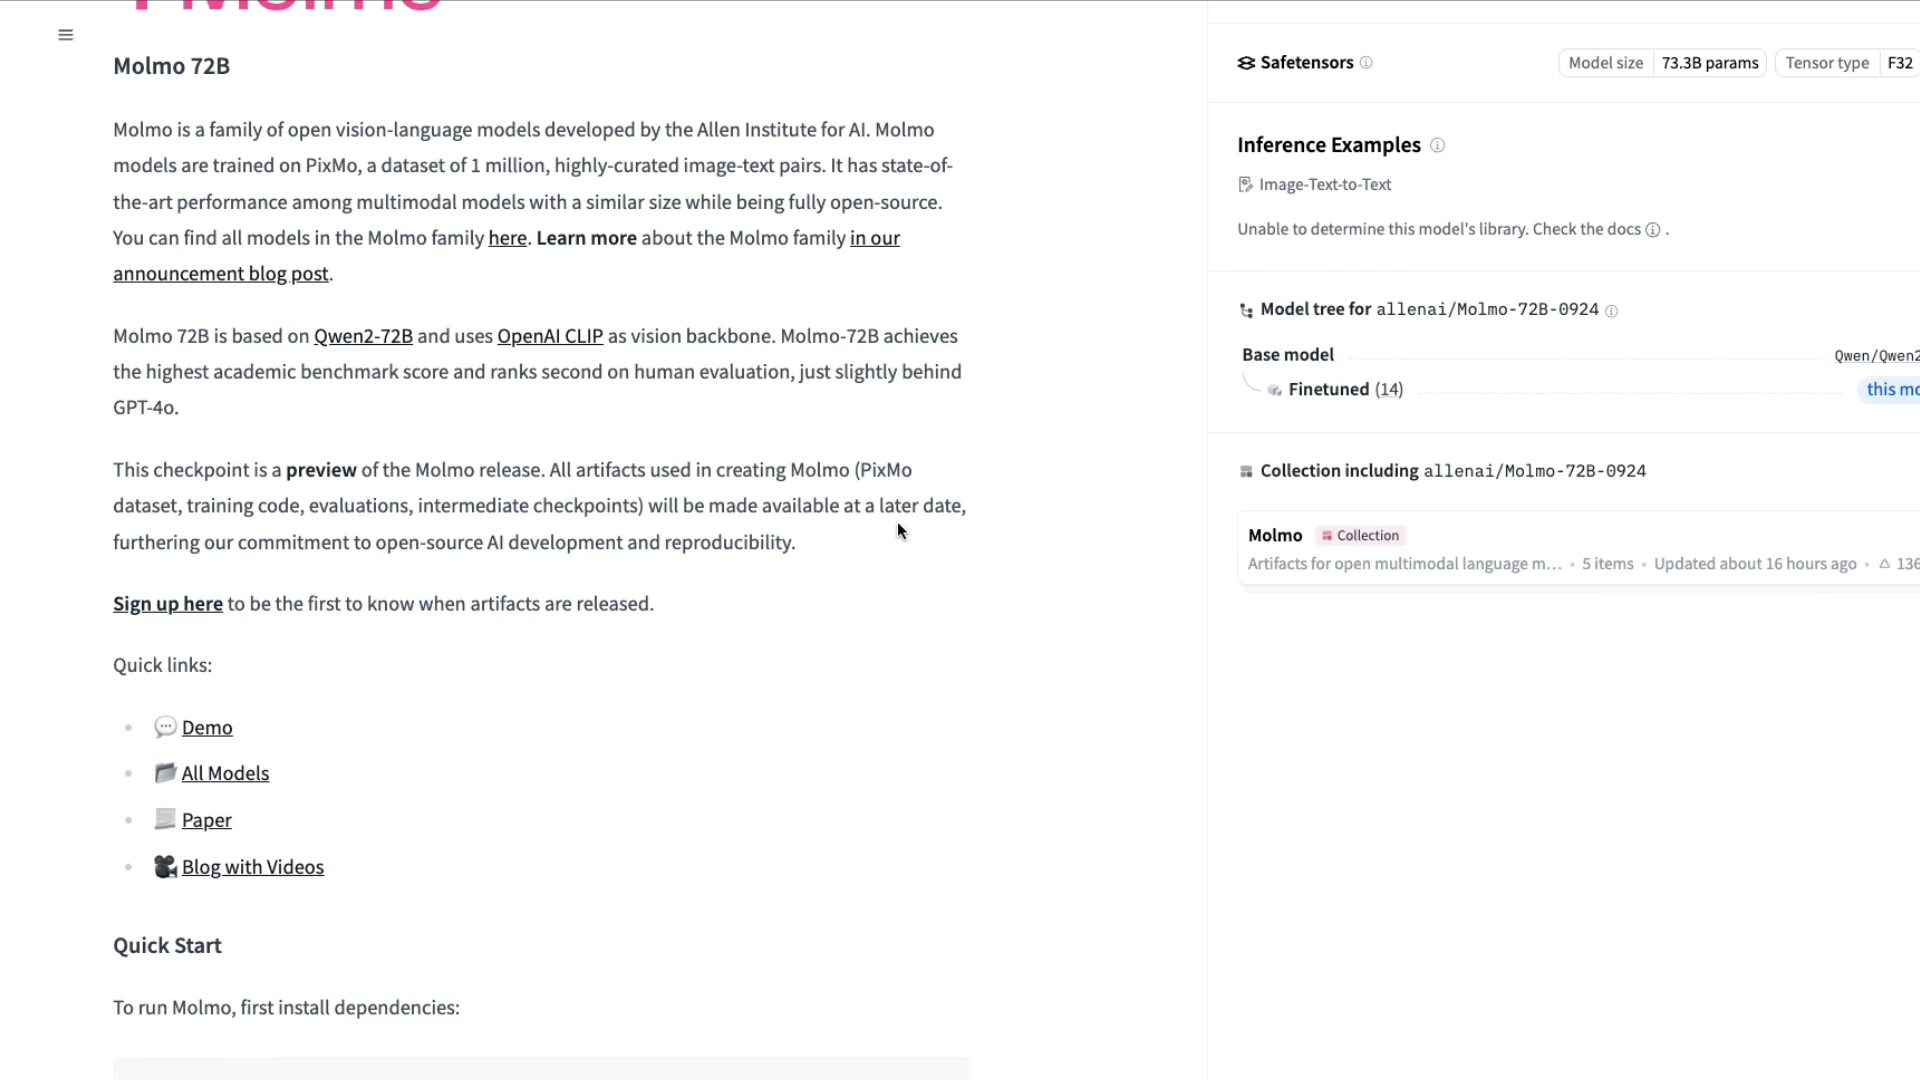 Molmo 72B
Molmo is a family of open vision-language models developed by the Allen Institute for AI. Molmo
models are trained on PixMo, a dataset of 1 million, highly-curated image-text pairs. It has state-of-
the-art performance among multimodal models with a similar size while being fully open-source.
You can find all models in the Molmo family here. Learn more about the Molmo family in our
announcement blog post.
Molmo 72B is based on Qwen2-72B and uses OpenAI CLIP as vision backbone. Molmo-72B achieves
the highest academic benchmark score and ranks second on human evaluation, just slightly behind
GPT-4o.
This checkpoint is a preview of the Molmo release. All artifacts used in creating Molmo (PixMo
dataset, training code, evaluations, intermediate checkpoints) will be made available at a later date,
furthering our commitment to open-source AI development and reproducibility.
Sign up here to be the first to know when artifacts are released.
Quick links:
Demo
All Models
Paper
Blog with Videos
Quick Start
To run Molmo, first install dependencies:
Safetensors
Model size 73.3B params
Tensor type F32
Inference Examples
Image-Text-to-Text
Unable to determine this model's library. Check the docs .
Model tree for allenai/Molmo-72B-0924
Base model Qwen/Qwen2
Finetuned (14) this mo
Collection including allenai/Molmo-72B-0924
Molmo Collection
Artifacts for open multimodal language m... • 5 items • Updated about 16 hours ago • △ 136